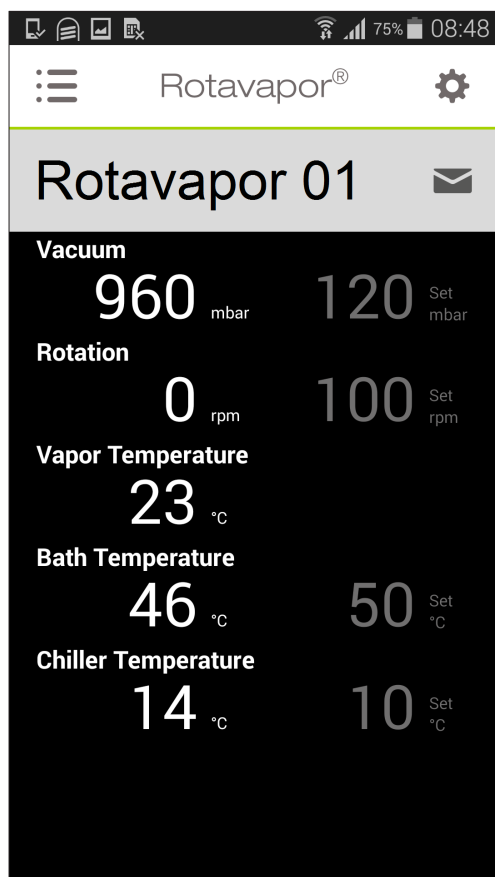 75% 08:48
Rotavapor®
Rotavapor 01
Vacuum
960 mbar 120 Set mbar
Rotation
0 rpm 100 Set rpm
Vapor Temperature
23 °C
Bath Temperature
46 °C 50 Set °C
Chiller Temperature
14 °C 10 Set °C